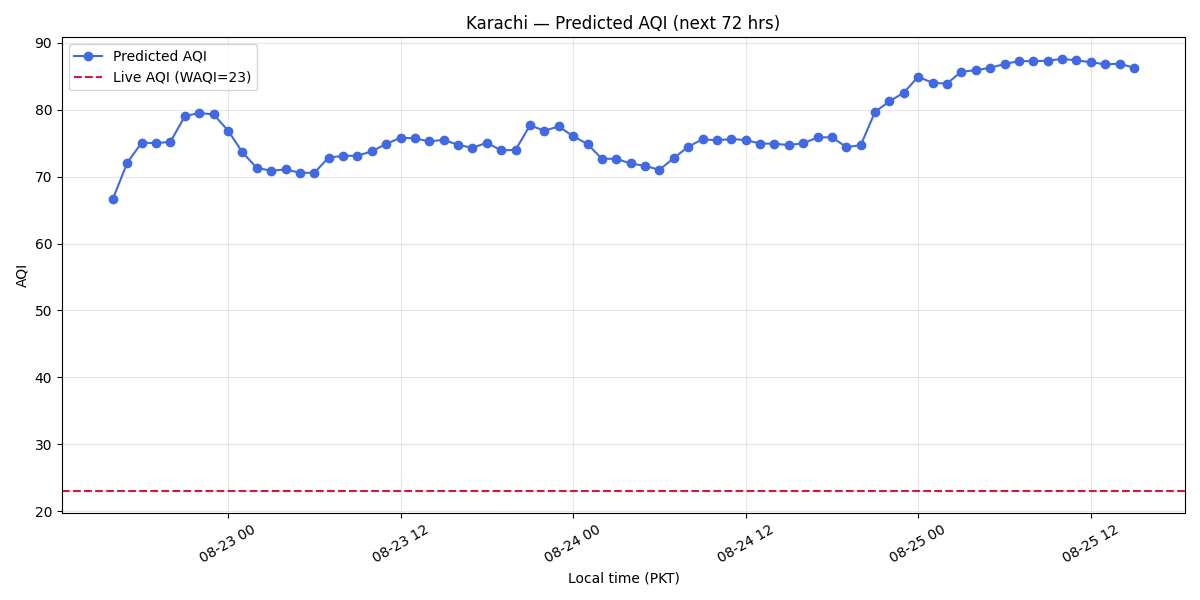 Karachi — Predicted AQI (next 72 hrs)
Predicted AQI
Live AQI (WAQI=23)
AQI
90
80
70
60
50
40
30
20
08-23 00
08-23 12
08-24 00
08-24 12
08-25 00
08-25 12
Local time (PKT)